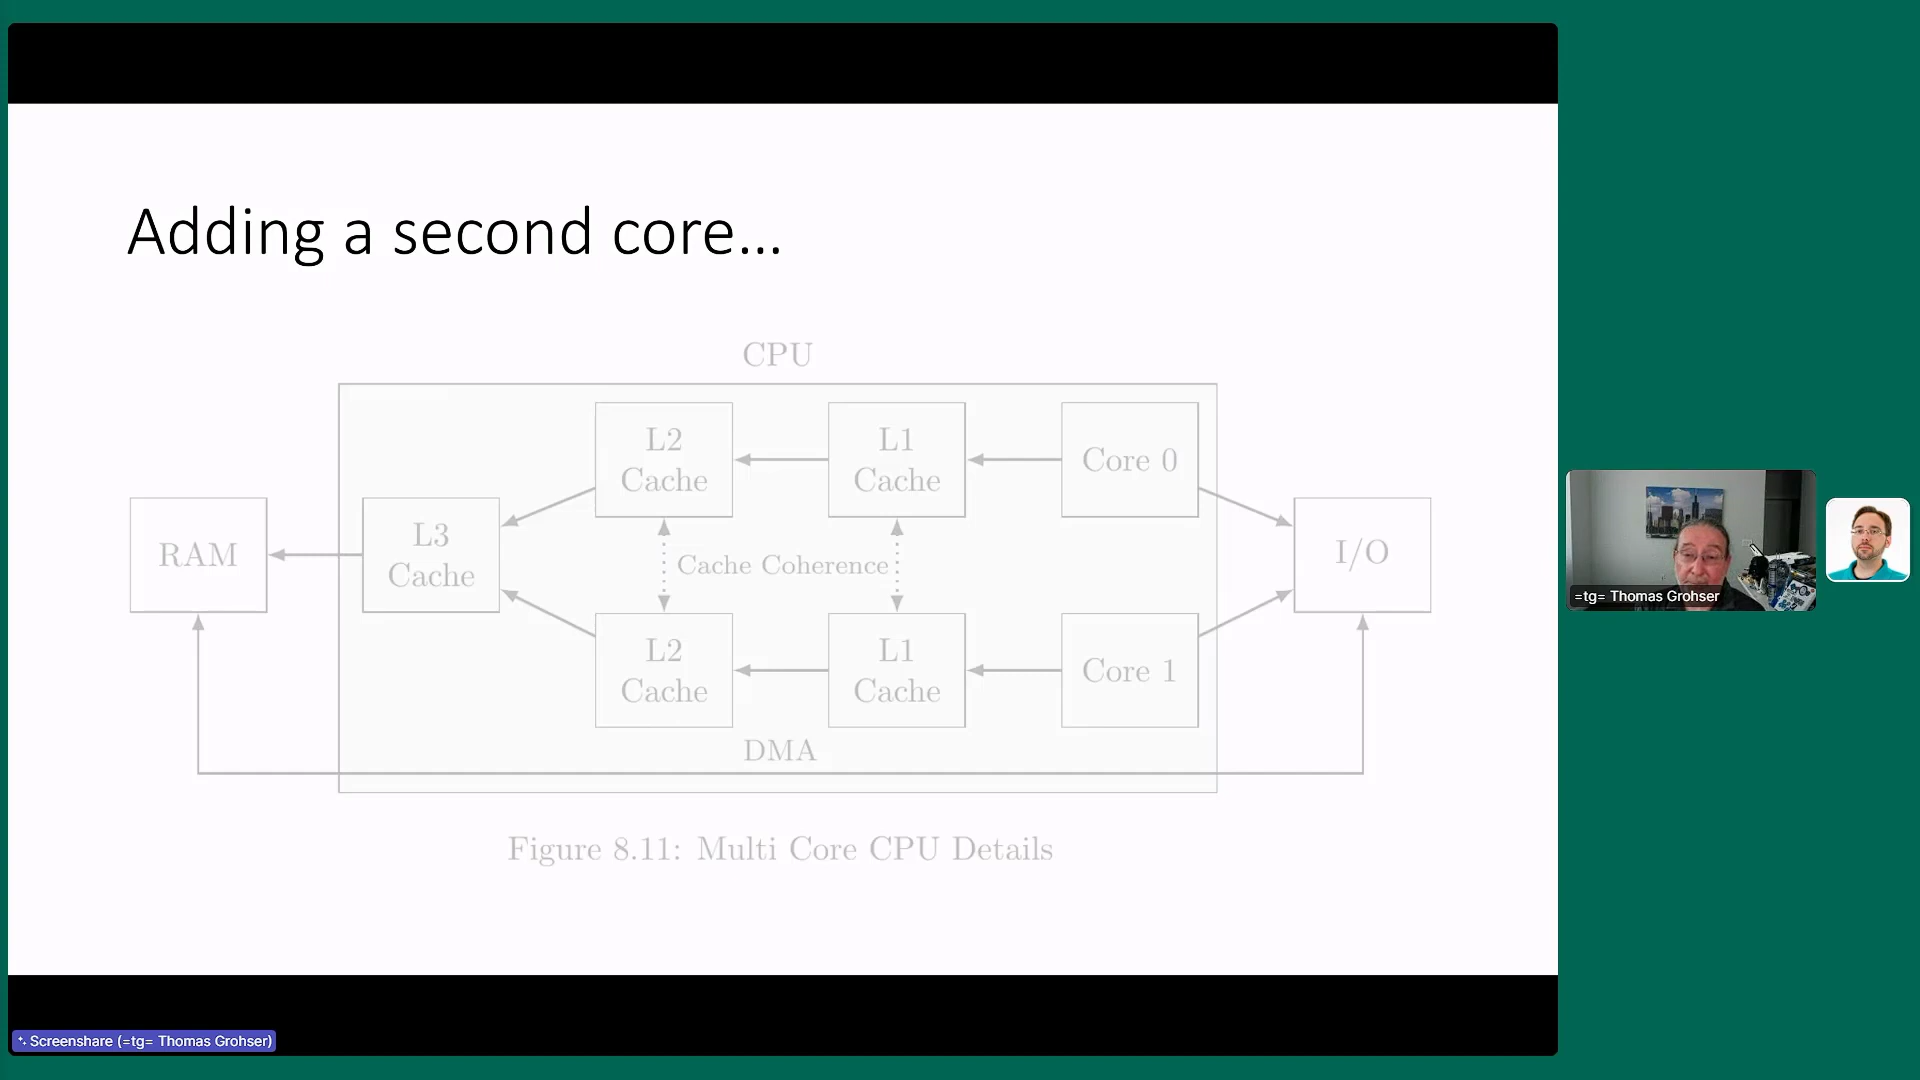 Adding a second core...
CPU
L2
Cache
L1
Cache
Core 0
RAM
L3
Cache
Cache Coherence
I/O
L2
Cache
L1
Cache
Core 1
DMA
Figure 8.11: Multi Core CPU Details
=tg= Thomas Grohser
Screenshare (=tg= Thomas Grohser)